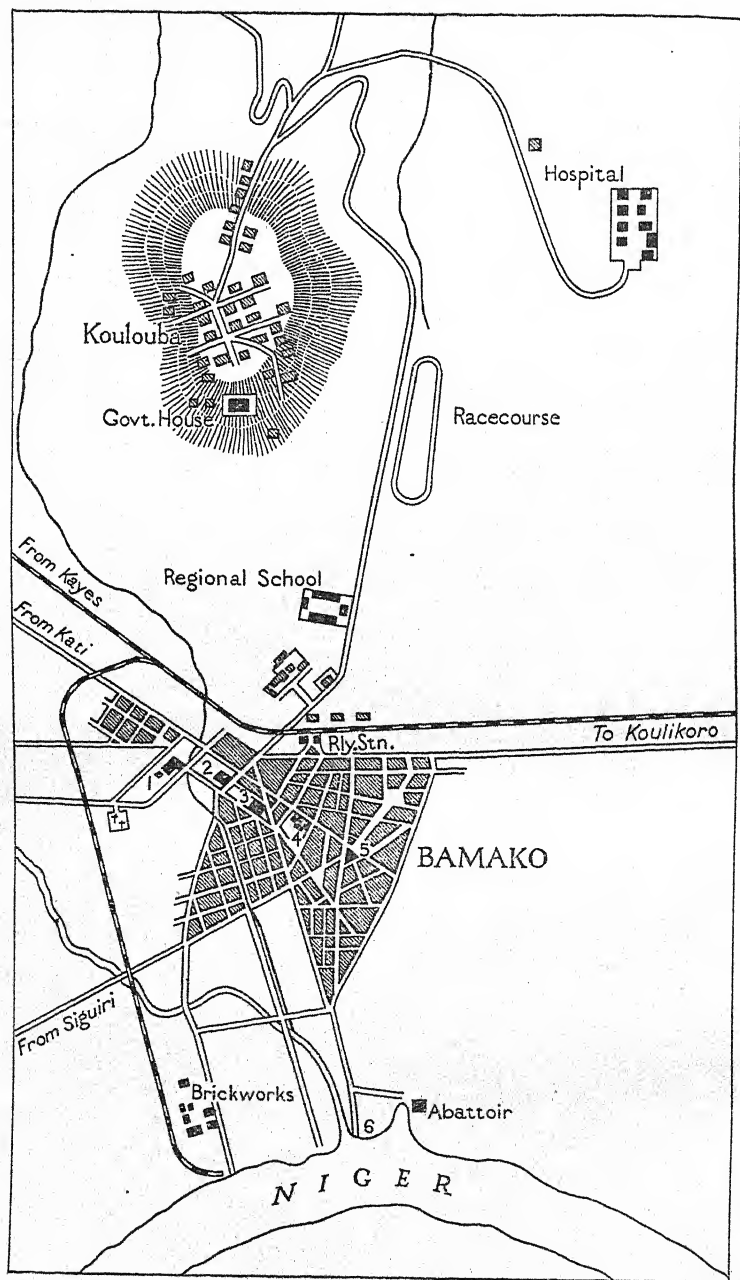 Hospital
Koulouba
Govt. House
Racecourse
From Kayes
Regional School
From Kati
To Koulikoro
Rly. Stn.
1
2
3
4
5
BAMAKO
From Siguiri
Brickworks
Abattoir
6
NIGER